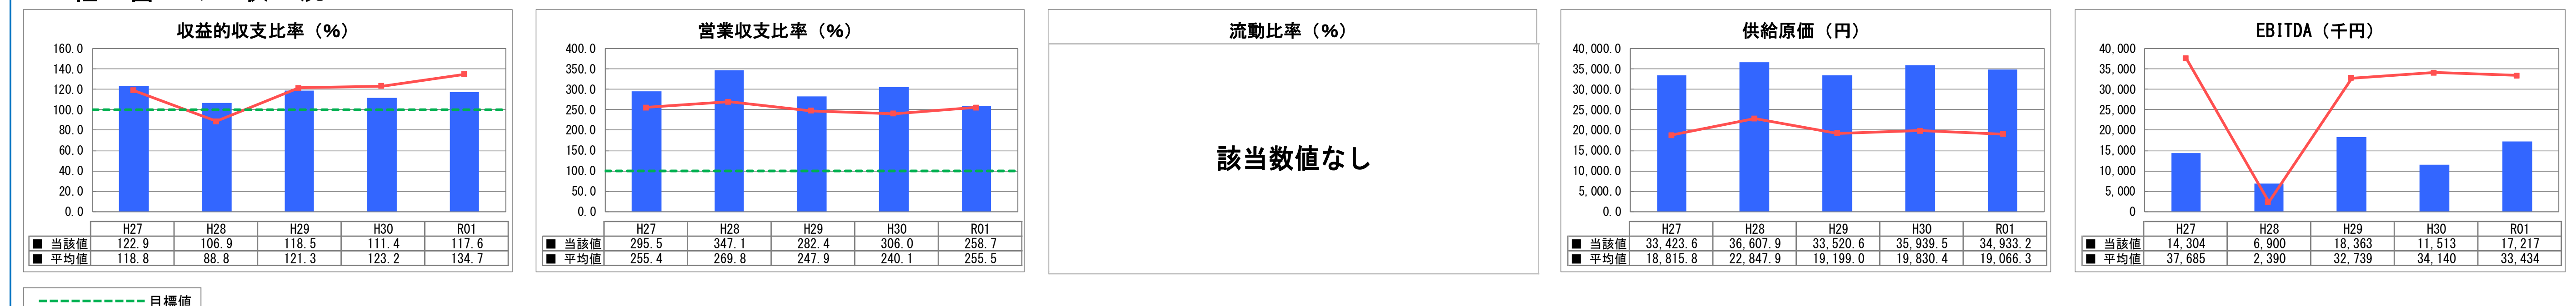 収益的収支比率（％）
160.0
140.0
120.0
100.0
80.0
60.0
40.0
20.0
0.0
H27 H28 H29 H30 R01
■ 当該値 122.9 106.9 118.5 111.4 117.6
■ 平均値 118.8 88.8 121.3 123.2 134.7
営業収支比率（％）
400.0
350.0
300.0
250.0
200.0
150.0
100.0
50.0
0.0
H27 H28 H29 H30 R01
■ 当該値 295.5 347.1 282.4 306.0 258.7
■ 平均値 255.4 269.8 247.9 240.1 255.5
流動比率（％）
該当数値なし
供給原価（円）
40,000.0
35,000.0
30,000.0
25,000.0
20,000.0
15,000.0
10,000.0
5,000.0
0.0
H27 H28 H29 H30 R01
■ 当該値 33,423.6 36,607.9 33,520.6 35,939.5 34,933.2
■ 平均値 18,815.8 22,847.9 19,199.0 19,830.4 19,066.3
EBITDA（千円）
40,000
35,000
30,000
25,000
20,000
15,000
10,000
5,000
0
H27 H28 H29 H30 R01
■ 当該値 14,304 6,900 18,363 11,513 17,217
■ 平均値 37,685 2,390 32,739 34,140 33,434
目標値